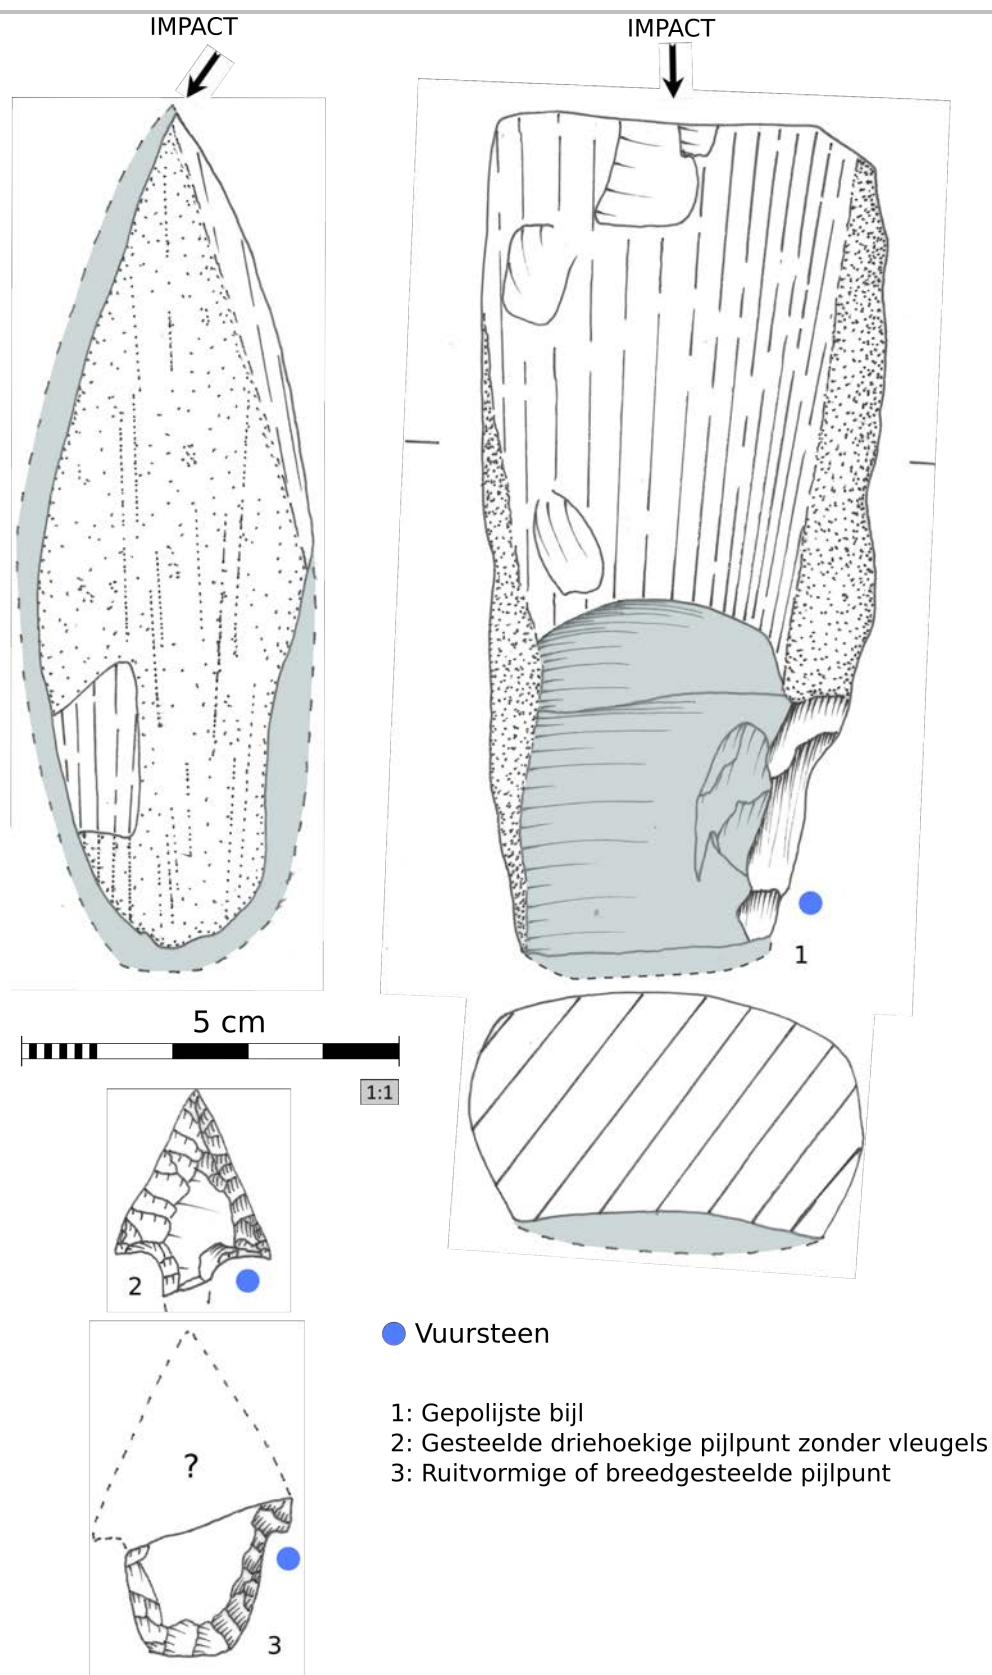 IMPACT
IMPACT
1
5 cm
1:1
2
Vuursteen
?
1: Gepolijste bijl
2: Gesteelde driehoekige pijlpunt zonder vleugels
3: Ruitvormige of breedgesteelde pijlpunt
3